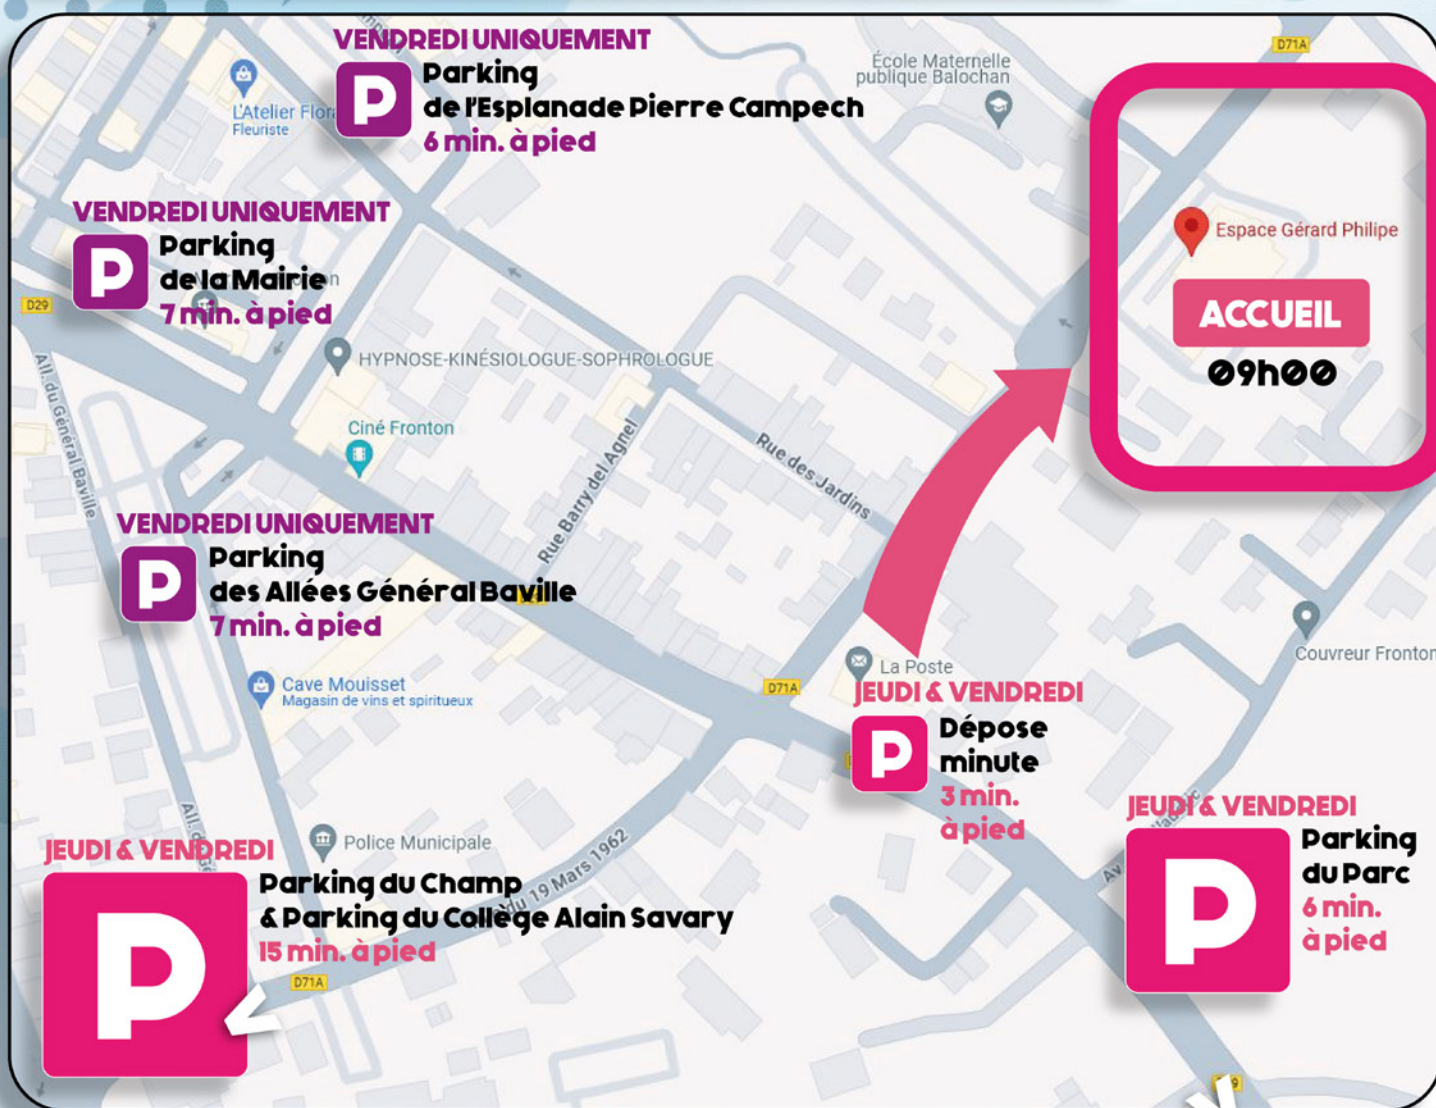 VENDREDI UNIQUEMENT
P
Parking
de l'Esplanade Pierre Campech
6 min. à pied
École Maternelle
publique Balochan
D71A
L'Atelier Flora
Fleuriste
VENDREDI UNIQUEMENT
P
Parking
de la Mairie
7 min. à pied
D29
Espace Gérard Philipe
ACCUEIL
09h00
HYPNOSE-KINÉSIOLOGUE-SOPHROLOGUE
All. du Général Baville
Ciné Fronton
Rue Barry del Agnel
Rue des Jardins
VENDREDI UNIQUEMENT
P
Parking
des Allées Général Baville
7 min. à pied
Cave Mouisset
Magasin de vins et spiritueux
D71A
La Poste
Couvreur Fronton
JEUDI & VENDREDI
P
Dépose
minute
3 min.
à pied
JEUDI & VENDREDI
P
Parking
du Parc
6 min.
à pied
Av.
Police Municipale
All. du
du 19 Mars 1962
JEUDI & VENDREDI
P
Parking du Champ
& Parking du Collège Alain Savary
15 min. à pied
D71A